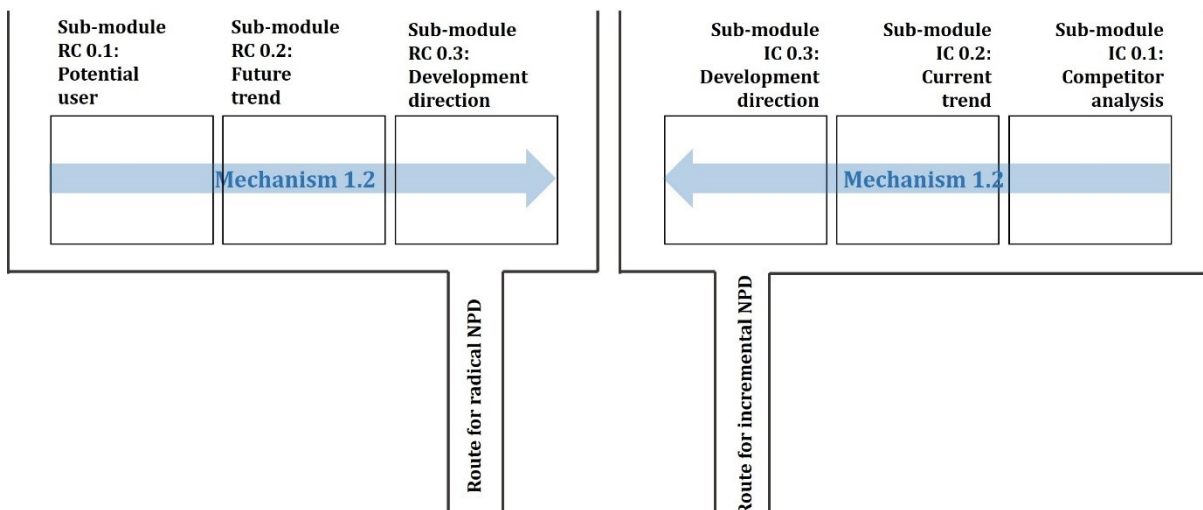 Sub-module
RC 0.1:
Potential
user
Sub-module
RC 0.2:
Future
trend
Sub-module
RC 0.3:
Development
direction
Mechanism 1.2
Route for radical NPD
Sub-module
IC 0.3:
Development
direction
Sub-module
IC 0.2:
Current
trend
Sub-module
IC 0.1:
Competitor
analysis
Mechanism 1.2
Route for incremental NPD